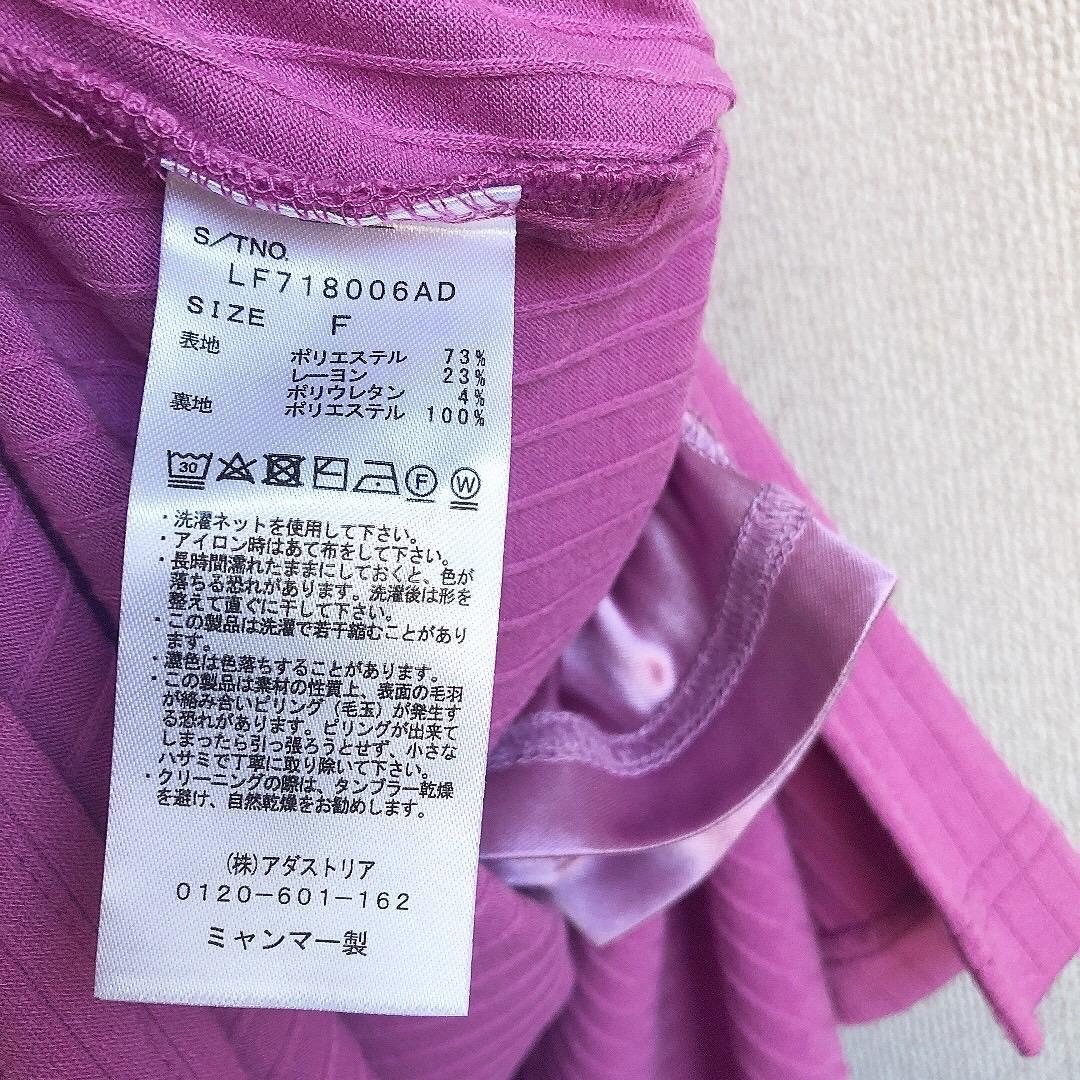 S/TNO.
LF718006AD
SIZE F
表地 ポリエステル 73%
レーヨン 23%
ポリウレタン 4%
裏地 ポリエステル 100%
30 F W
・洗濯ネットを使用して下さい。
・アイロン時はあて布をして下さい。
・長時間濡れたままにしておくと、色が
落ちる恐れがあります。洗濯後は形を
整えて直ぐに干して下さい。
・この製品は洗濯で若干縮むことがあり
ます。
・濃色は色落ちすることがあります。
・この製品は素材の性質上、表面の毛羽
が絡み合いピリング（毛玉）が発生す
る恐れがあります。ピリングが出来て
しまったら引っ張ろうとせず、小さな
ハサミで丁寧に取り除いて下さい。
・クリーニングの際は、タンブラー乾燥
を避け、自然乾燥をお勧めします。
(株)アダストリア
0120-601-162
ミャンマー製